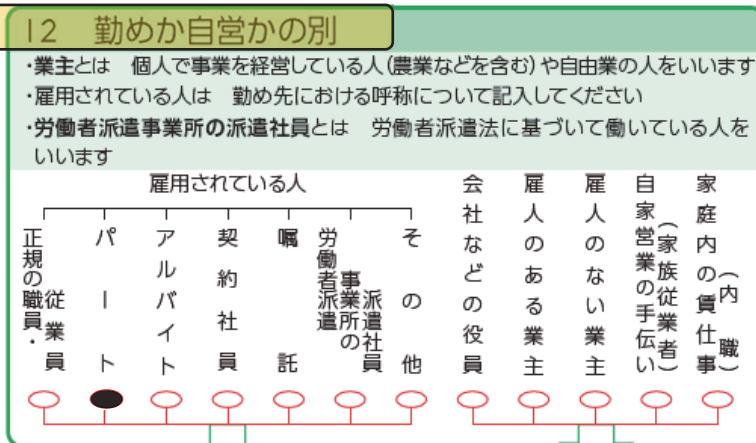 12 勤めか自営かの別
・業主とは 個人で事業を経営している人(農業などを含む)や自由業の人をいいます
・雇用されている人は 勤め先における呼称について記入してください
・労働者派遣事業所の派遣社員とは 労働者派遣法に基づいて働いている人を
いいます
雇用されている人
正規の職員・
従業員
パート
アルバイト
契約社員
嘱託
労働者派遣
事業所の
派遣社員
その他
会社などの役員
雇人のある業主
雇人のない業主
自家営業の手伝い
(家族従業者)
家庭内の賃仕事
(内職)